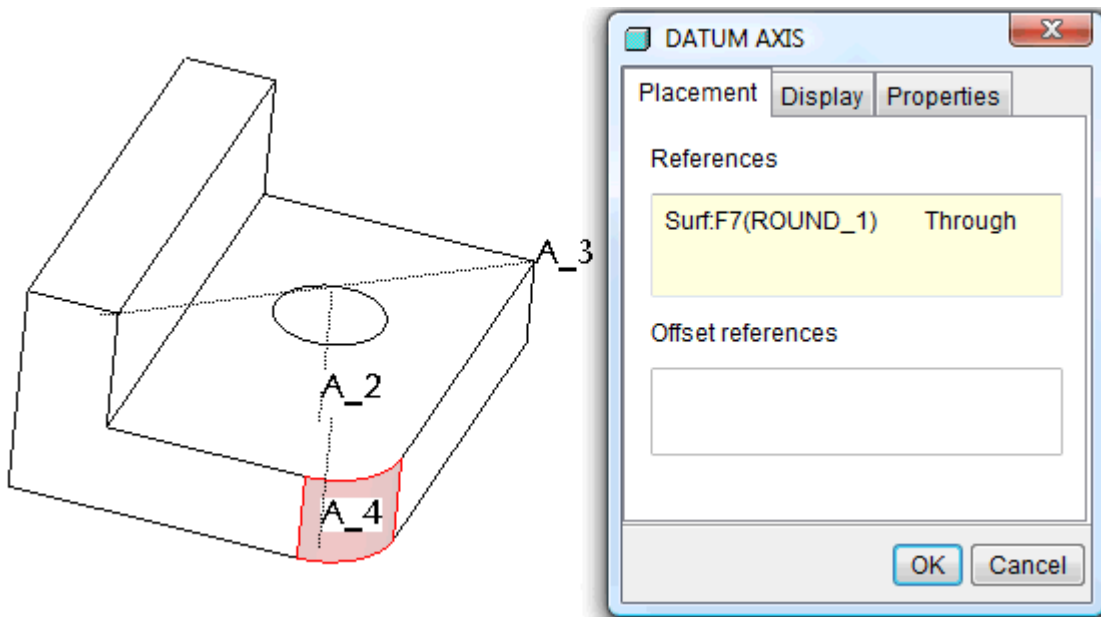 A_3
A_2
A_4
DATUM AXIS
X
Placement Display Properties
References
Surf:F7(ROUND_1) Through
Offset references
OK Cancel